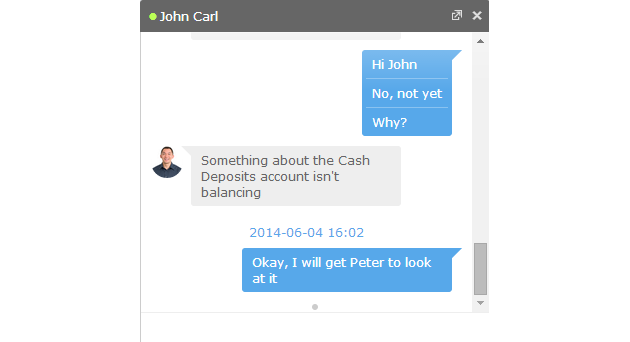 John Carl
Hi John
No, not yet
Why?
Something about the Cash
Deposits account isn't
balancing
2014-06-04 16:02
Okay, I will get Peter to look
at it